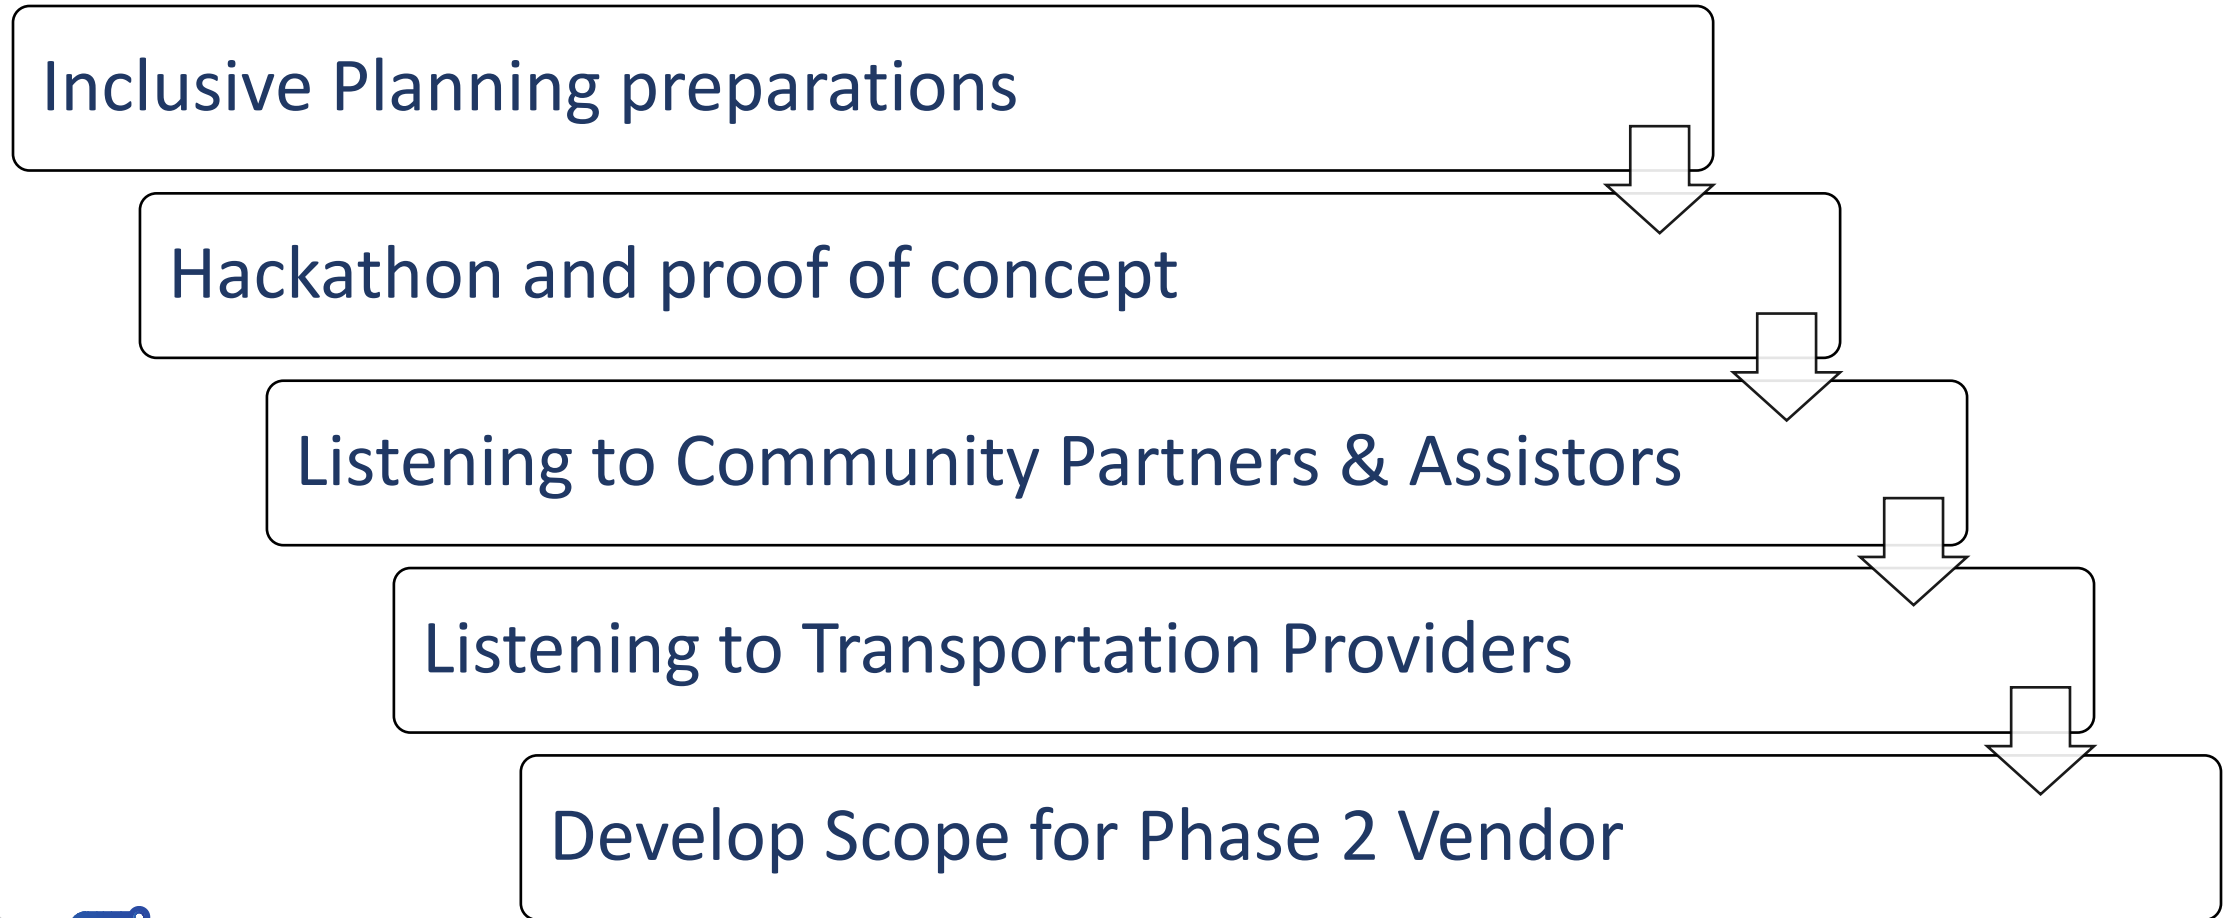 Inclusive Planning preparations
Hackathon and proof of concept
Listening to Community Partners & Assistors
Listening to Transportation Providers
Develop Scope for Phase 2 Vendor